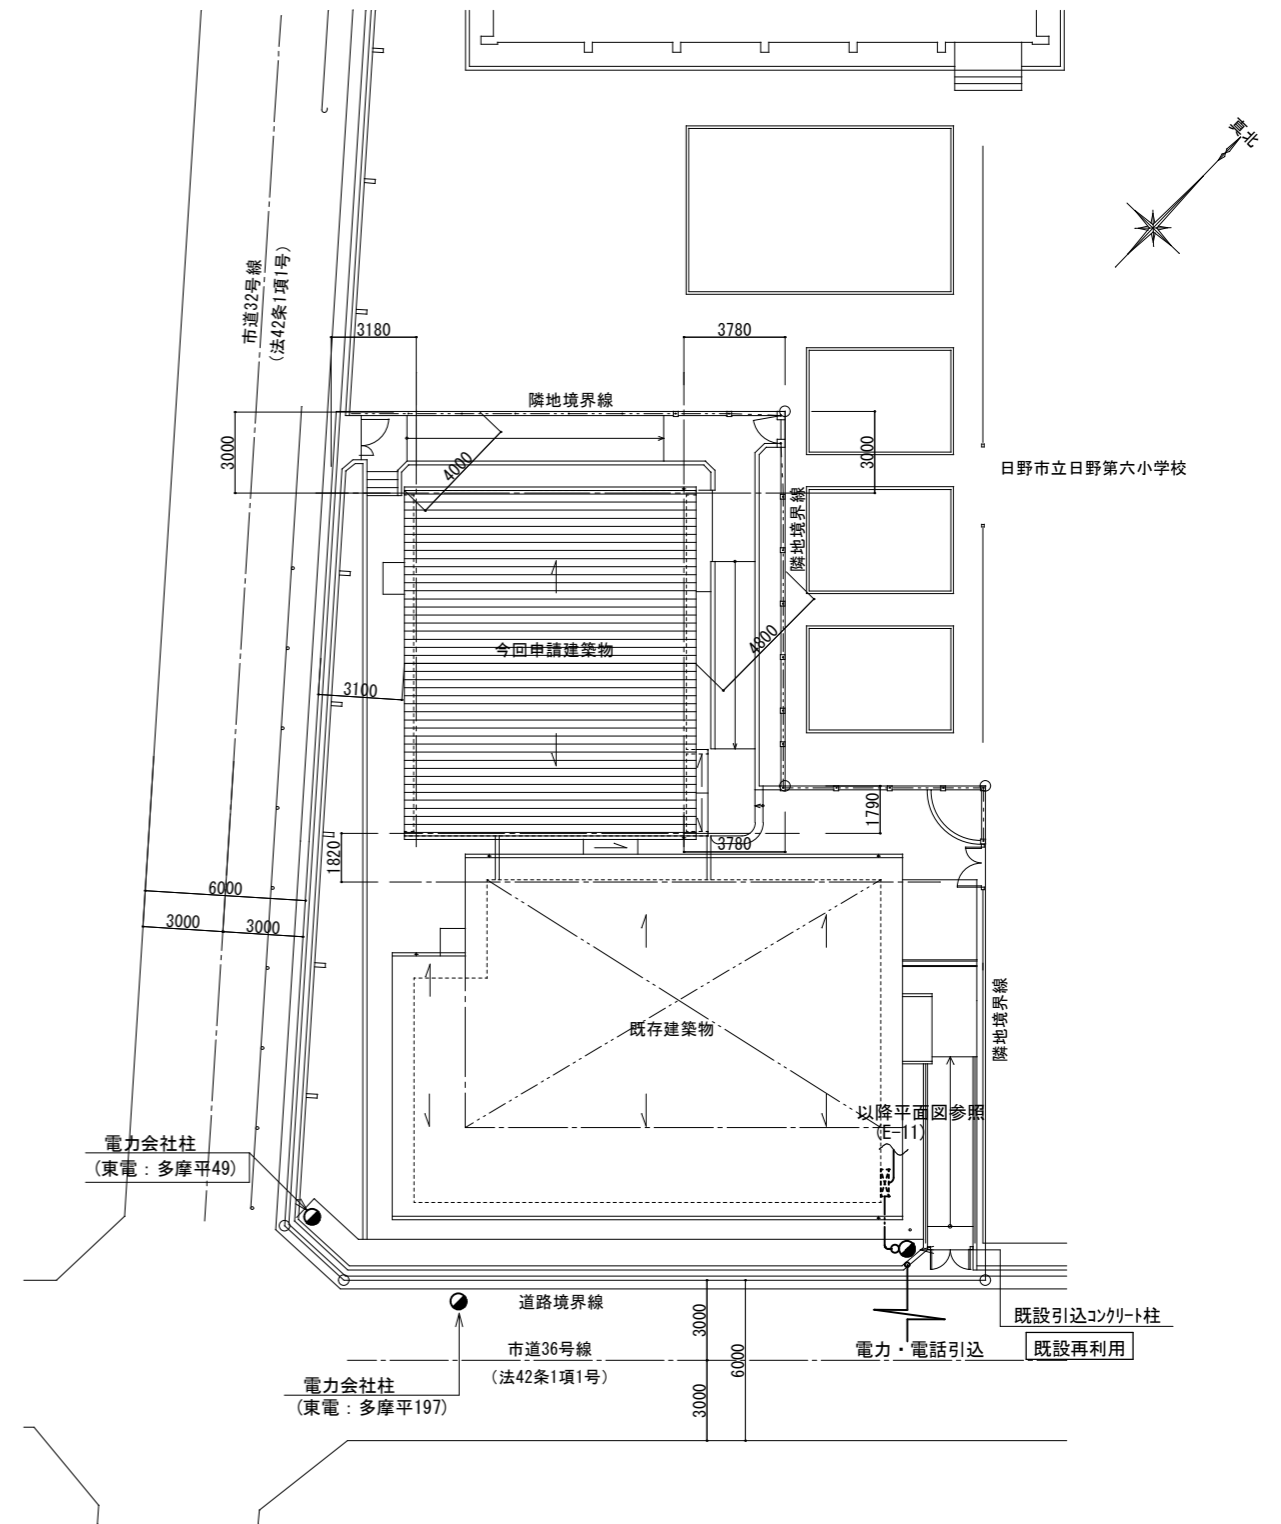 真北
市道32号線
(法42条1項1号)
3180
3780
隣地境界線
3000
4000
3000
日野市立日野第六小学校
隣地境界線
今回申請建築物
4800
3100
1790
1820
3780
6000
3000
3000
既存建築物
隣地境界線
以降平面図参照
(E-11)
電力会社柱
(東電：多摩平49)
道路境界線
3000
既設引込コンクリート柱
市道36号線
電力・電話引込
既設再利用
(法42条1項1号)
6000
電力会社柱
(東電：多摩平197)
3000